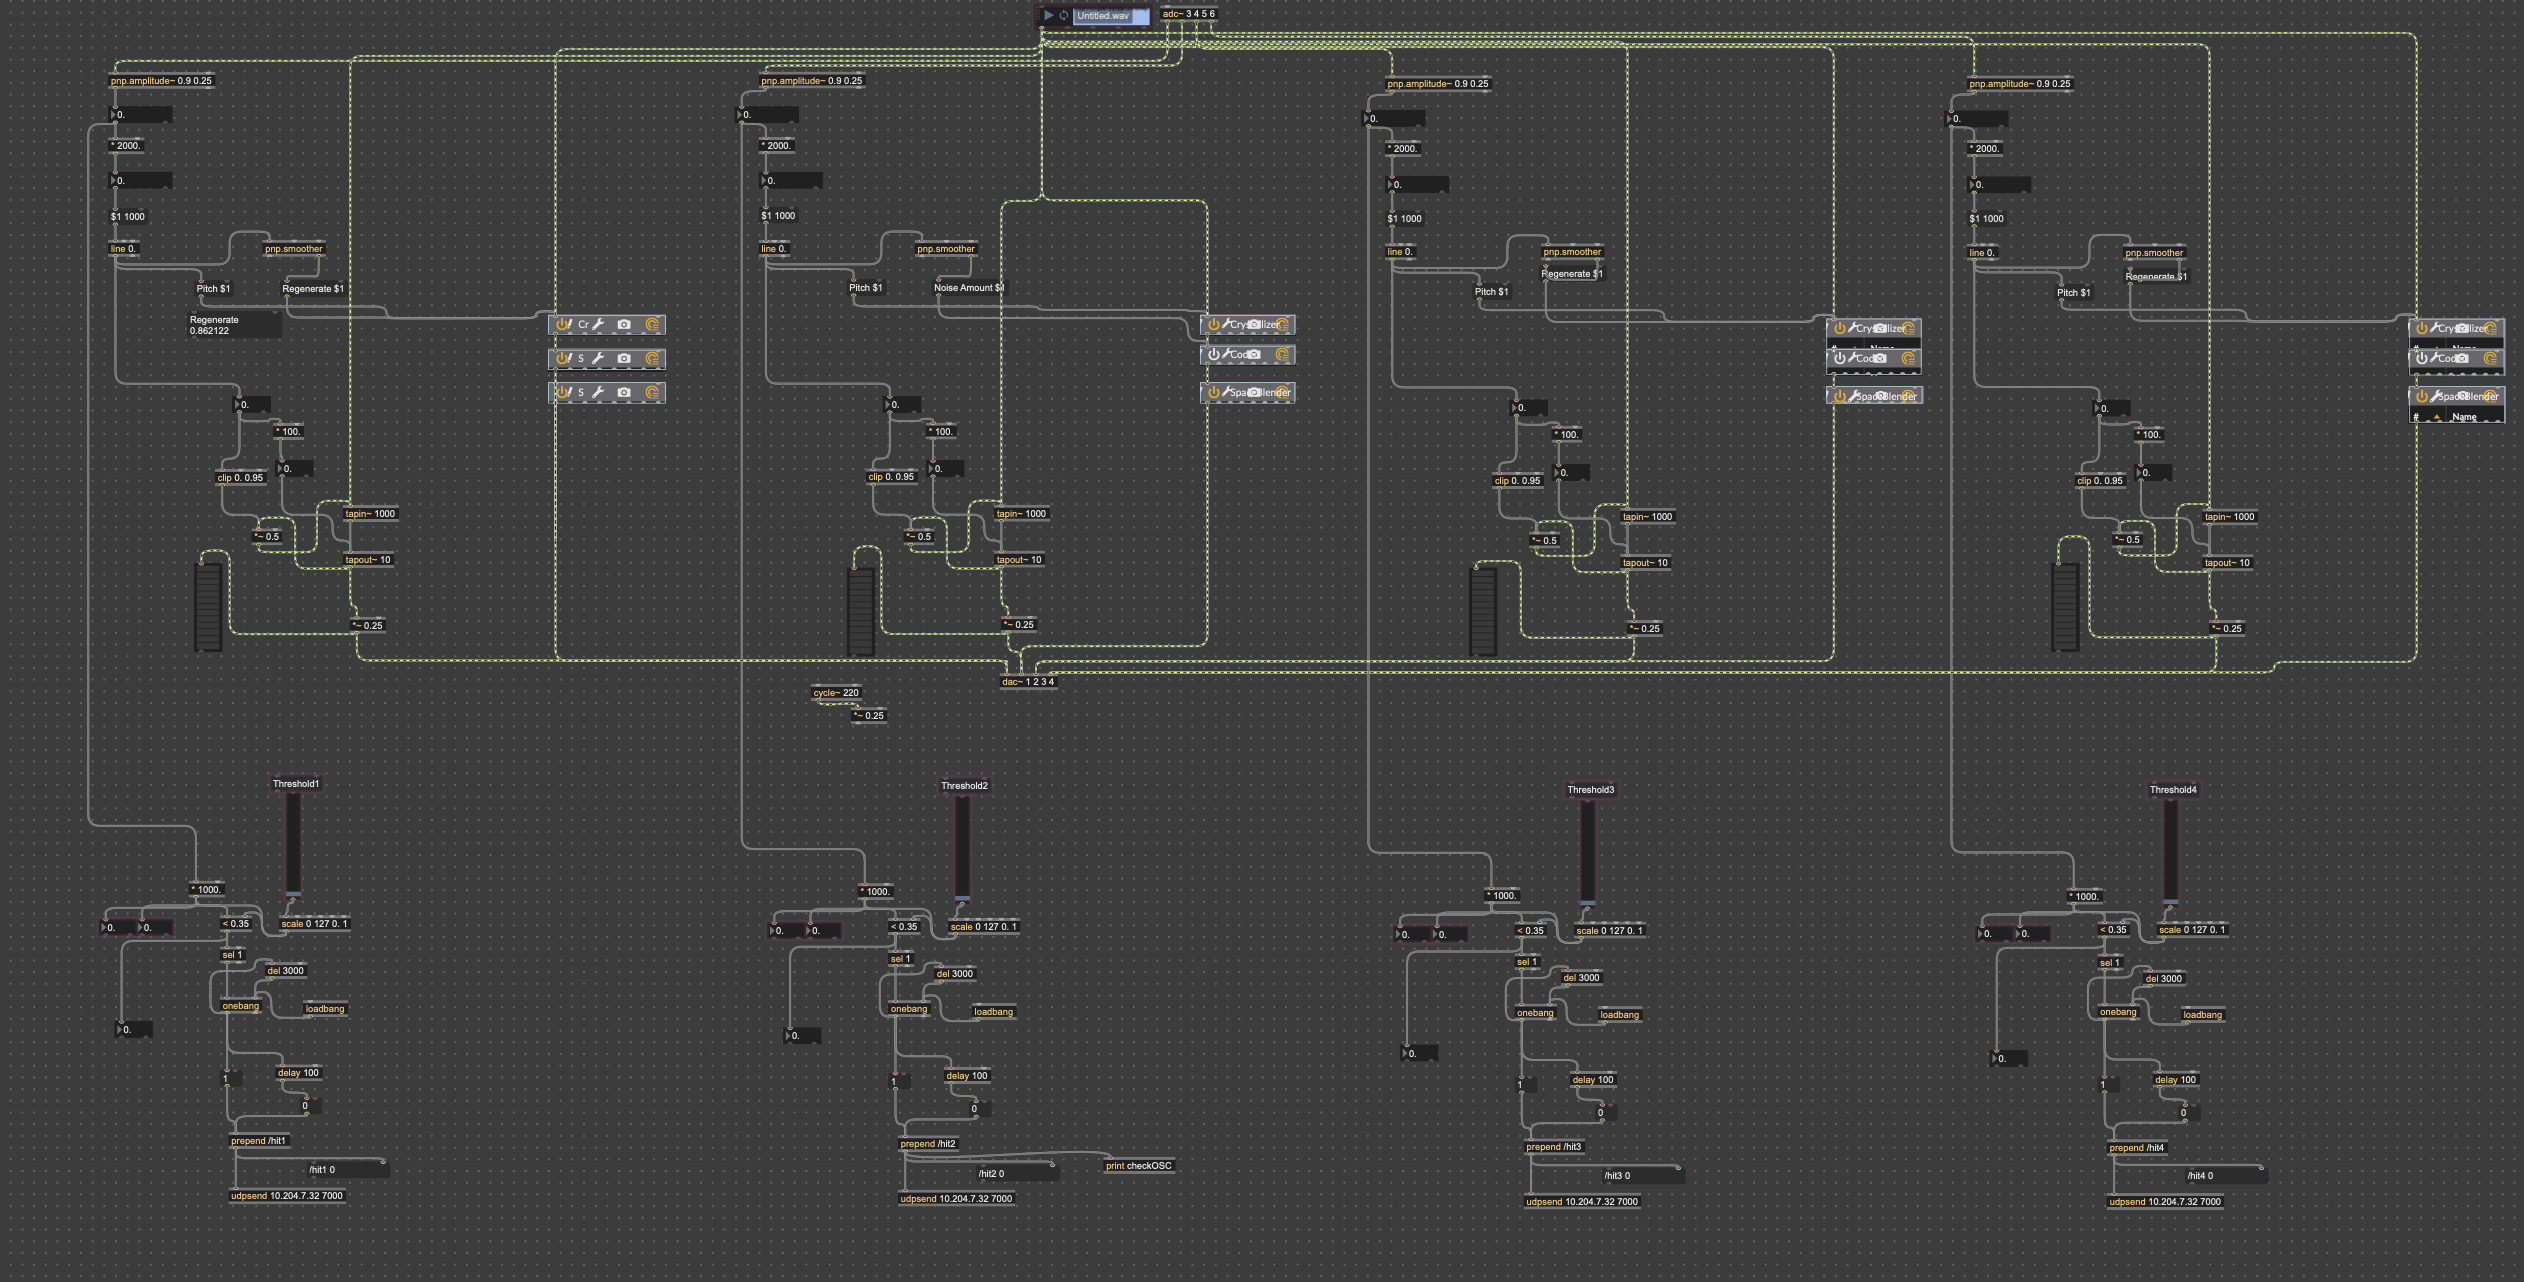 Untitled.wav
adc~ 3 4 5 6
pnp.amplitude~ 0.9 0.25
pnp.amplitude~ 0.9 0.25
pnp.amplitude~ 0.9 0.25
pnp.amplitude~ 0.9 0.25
0.
0.
0.
0.
* 2000.
* 2000.
* 2000.
* 2000.
0.
0.
0.
0.
$1 1000
$1 1000
$1 1000
$1 1000
line 0.
pnp.smoother
line 0.
pnp.smoother
line 0.
pnp.smoother
line 0.
pnp.smoother
Pitch $1
Regenerate $1
Pitch $1
Noise Amount $1
Pitch $1
Regenerate $1
Pitch $1
Regenerate $1
Regenerate
0.862122
Cr
Crystallizer
Crystallizer
Crystallizer
# Name
# Name
S
S
SpaceBlender
SpaceBlender
SpaceBlender
# Name
0.
0.
0.
0.
* 100.
* 100.
* 100.
* 100.
clip 0. 0.95
0.
clip 0. 0.95
0.
clip 0. 0.95
0.
clip 0. 0.95
0.
tapin~ 1000
tapin~ 1000
tapin~ 1000
tapin~ 1000
*~ 0.5
*~ 0.5
*~ 0.5
*~ 0.5
tapout~ 10
tapout~ 10
tapout~ 10
tapout~ 10
*~ 0.25
*~ 0.25
*~ 0.25
*~ 0.25
dac~ 1 2 3 4
cycle~ 220
*~ 0.25
Threshold1
Threshold2
Threshold3
Threshold4
* 1000.
* 1000.
* 1000.
* 1000.
0.
0.
< 0.35
scale 0 127 0. 1
0.
0.
< 0.35
scale 0 127 0. 1
0.
0.
< 0.35
scale 0 127 0. 1
0.
0.
< 0.35
scale 0 127 0. 1
sel 1
sel 1
sel 1
sel 1
del 3000
del 3000
del 3000
del 3000
onebang
loadbang
onebang
loadbang
onebang
loadbang
onebang
loadbang
0.
0.
0.
0.
1
delay 100
1
delay 100
1
delay 100
1
delay 100
0
0
0
0
prepend /hit1
prepend /hit2
prepend /hit3
prepend /hit4
/hit1 0
/hit2 0
print checkOSC
/hit3 0
/hit4 0
udpsend 10.204.7.32 7000
udpsend 10.204.7.32 7000
udpsend 10.204.7.32 7000
udpsend 10.204.7.32 7000